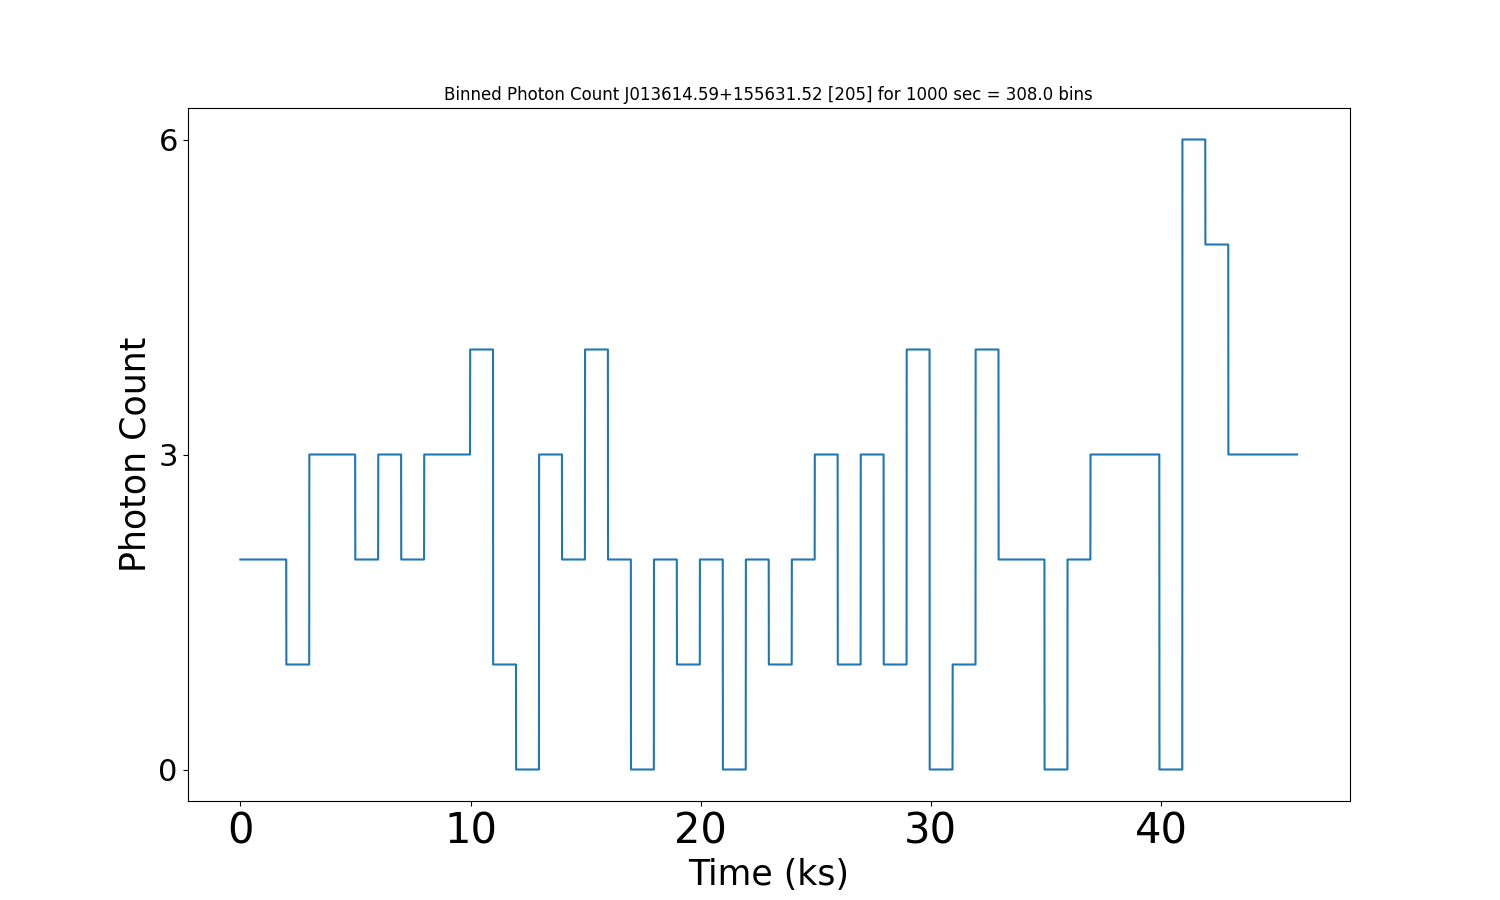 Binned Photon Count J013614.59+155631.52 [205] for 1000 sec = 308.0 bins
6
3
0
Photon Count
0 10 20 30 40
Time (ks)